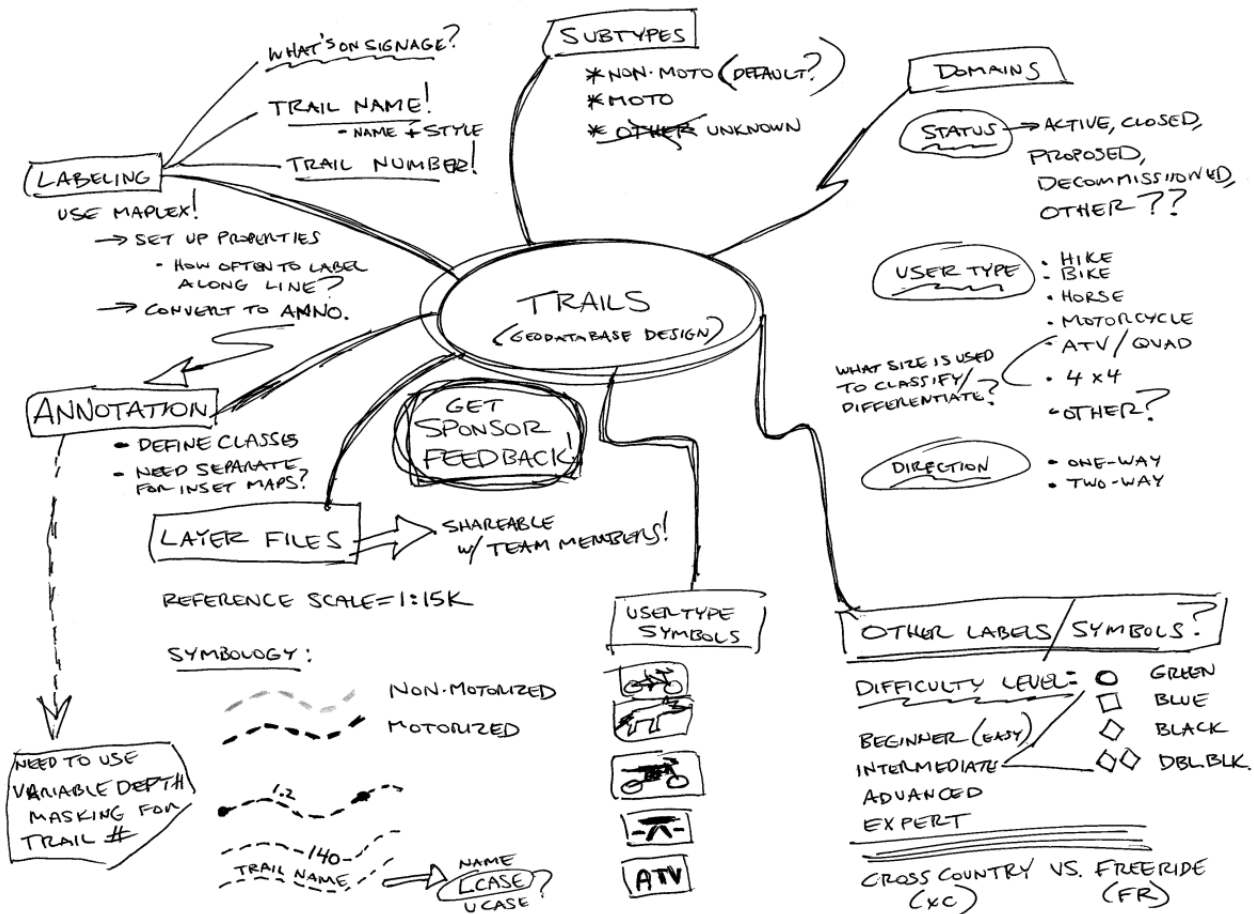 WHAT'S ON SIGNAGE?
TRAIL NAME!
- NAME + STYLE
TRAIL NUMBER!
LABELING
USE MAPLEX!
→ SET UP PROPERTIES
• HOW OFTEN TO LABEL
ALONG LINE?
→ CONVERT TO ANNO.
SUBTYPES
* NON-MOTO (DEFAULT?)
* MOTO
* OTHER UNKNOWN
DOMAINS
STATUS → ACTIVE, CLOSED,
PROPOSED,
DECOMMISSIONED,
OTHER??
USER TYPE
• HIKE
• BIKE
• HORSE
• MOTORCYCLE
• ATV/QUAD
• 4x4
• OTHER?
WHAT SIZE IS USED
TO CLASSIFY/
DIFFERENTIATE?
DIRECTION
• ONE-WAY
• TWO-WAY
TRAILS
(GEODATABASE DESIGN)
ANNOTATION
• DEFINE CLASSES
• NEED SEPARATE
FOR INSET MAPS?
GET
SPONSOR
FEEDBACK!
LAYER FILES
SHAREABLE
w/ TEAM MEMBERS!
REFERENCE SCALE = 1:15K
SYMBOLOGY:
NON-MOTORIZED
MOTORIZED
1.2
140
TRAIL NAME
NAME
LCASE?
UCASE
NEED TO USE
VARIABLE DEPTH
MASKING FOR
TRAIL #
USER TYPE
SYMBOLS
ATV
OTHER LABELS/SYMBOLS?
DIFFICULTY LEVEL:
BEGINNER (EASY)
INTERMEDIATE
ADVANCED
EXPERT
GREEN
BLUE
BLACK
DBL.BLK.
CROSS COUNTRY VS. FREERIDE
(XC) (FR)